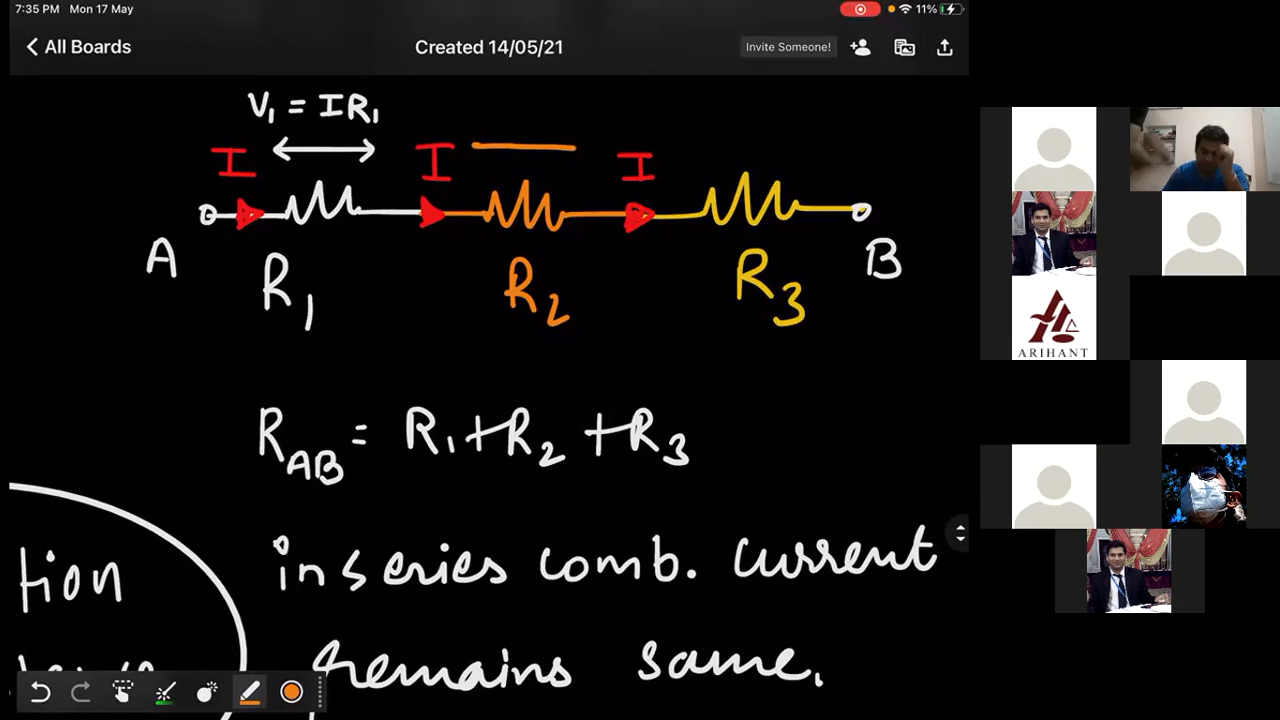 7:35 PM Mon 17 May
11%
All Boards
Created 14/05/21
Invite Someone!
V₁ = IR₁
I I I
A B
R₁ R₂ R₃
R_AB = R₁+R₂+R₃
in series comb. current
remains same.
tion
ARIHANT